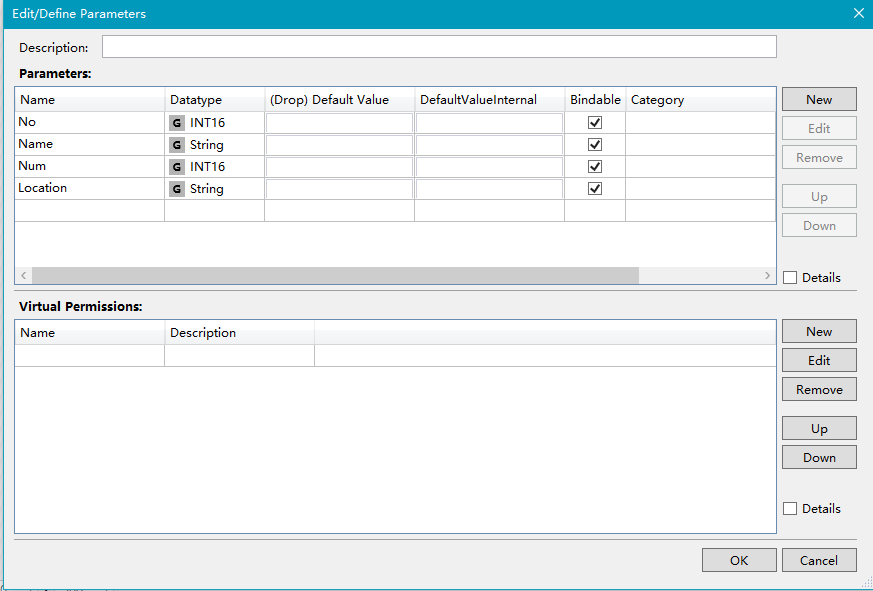 Edit/Define Parameters
Description:
Parameters:
Name Datatype (Drop) Default Value DefaultValueInternal Bindable Category
No G INT16
Name G String
Num G INT16
Location G String
New
Edit
Remove
Up
Down
Details
Virtual Permissions:
Name Description
New
Edit
Remove
Up
Down
Details
OK Cancel